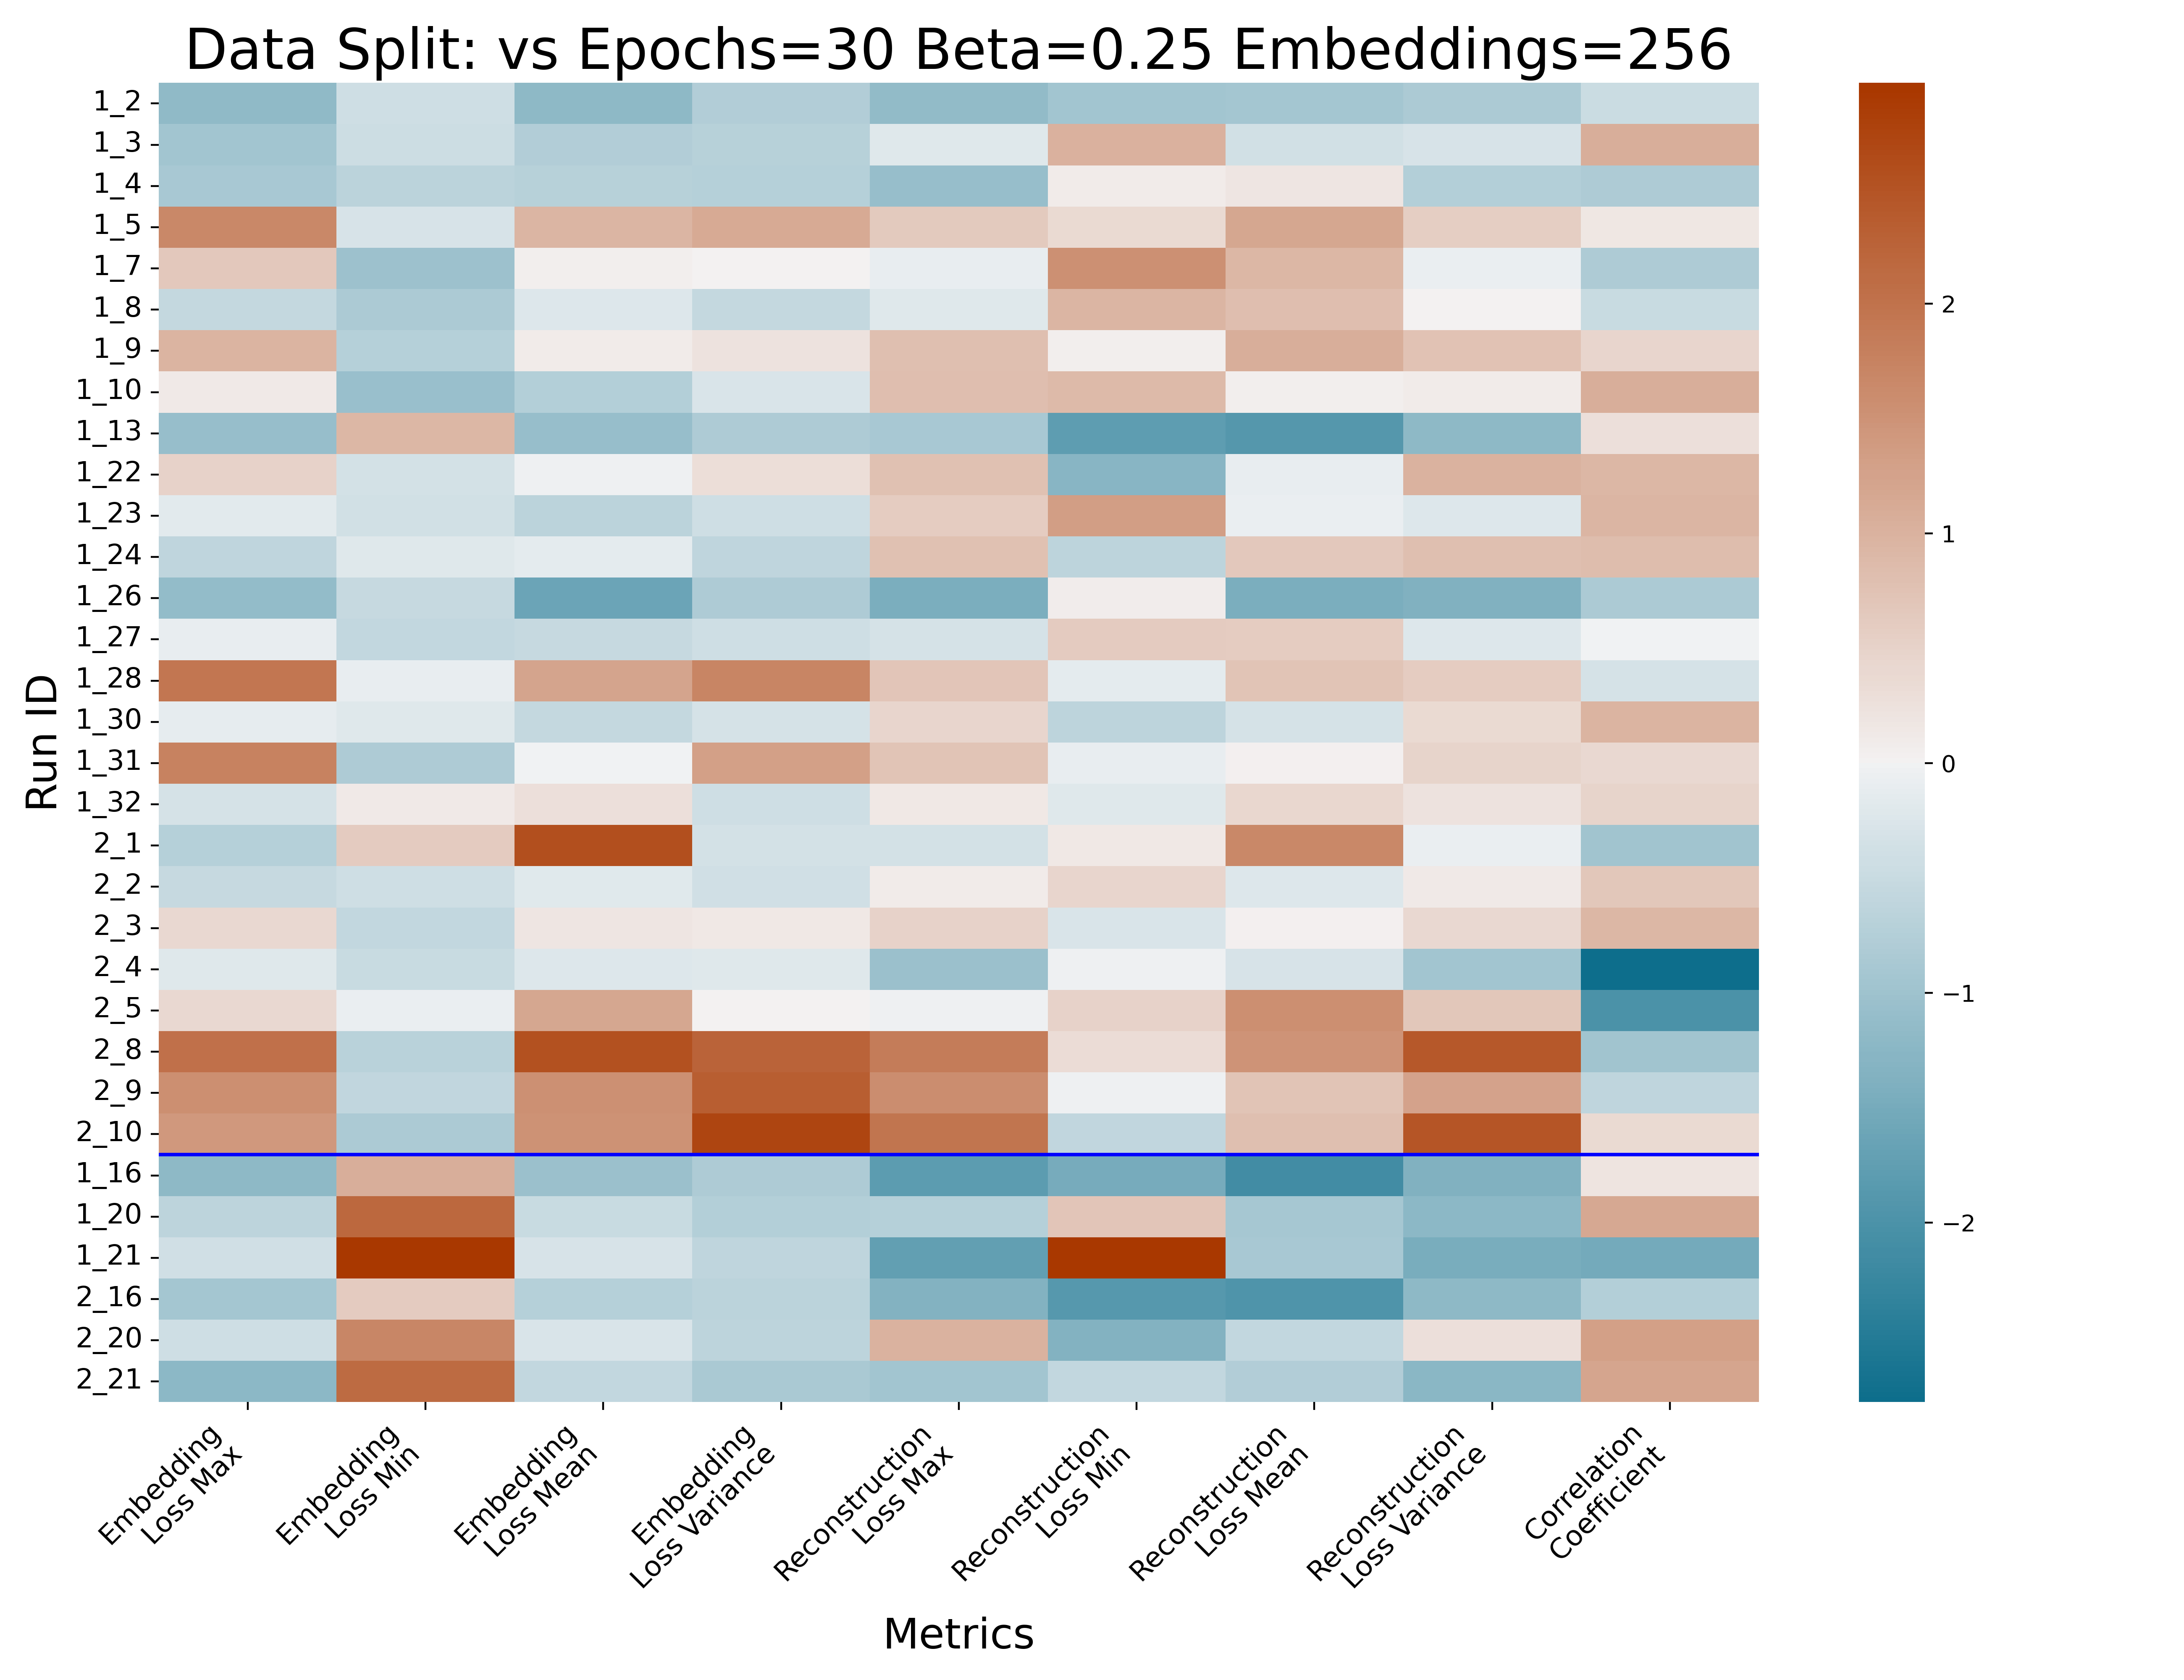 Data Split: vs Epochs=30 Beta=0.25 Embeddings=256
Run ID
1_2
1_3
1_4
1_5
1_7
1_8
1_9
1_10
1_13
1_22
1_23
1_24
1_26
1_27
1_28
1_30
1_31
1_32
2_1
2_2
2_3
2_4
2_5
2_8
2_9
2_10
1_16
1_20
1_21
2_16
2_20
2_21
Embedding
Loss Max
Embedding
Loss Min
Embedding
Loss Mean
Embedding
Loss Variance
Reconstruction
Loss Max
Reconstruction
Loss Min
Reconstruction
Loss Mean
Reconstruction
Loss Variance
Correlation
Coefficient
Metrics
2
1
0
−1
−2